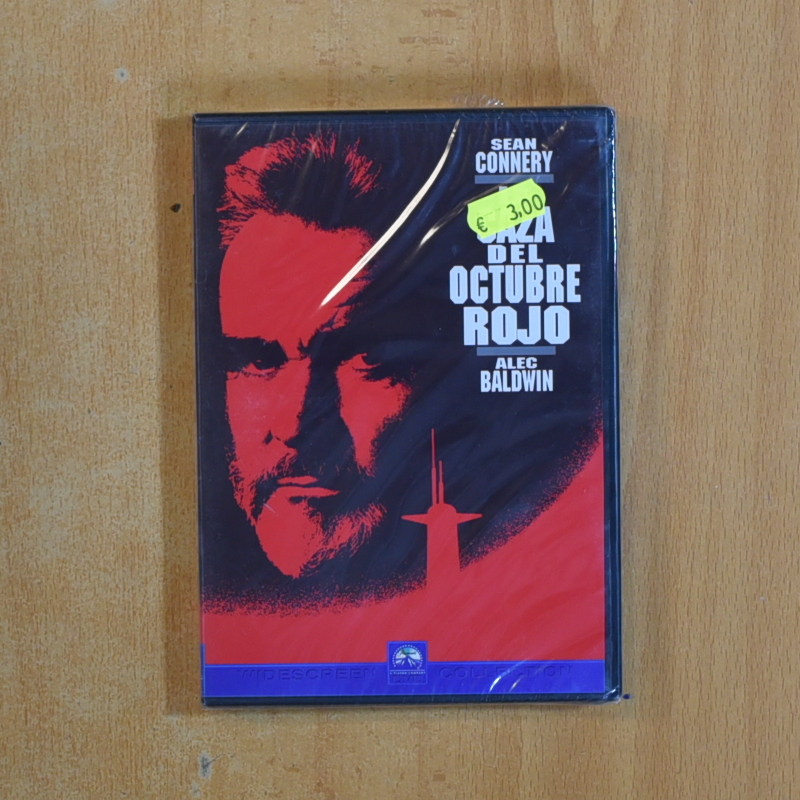 SEAN
CONNERY
€ 3,00
CAZA
DEL
OCTUBRE
ROJO
ALEC
BALDWIN
WIDESCREEN COLLECTION